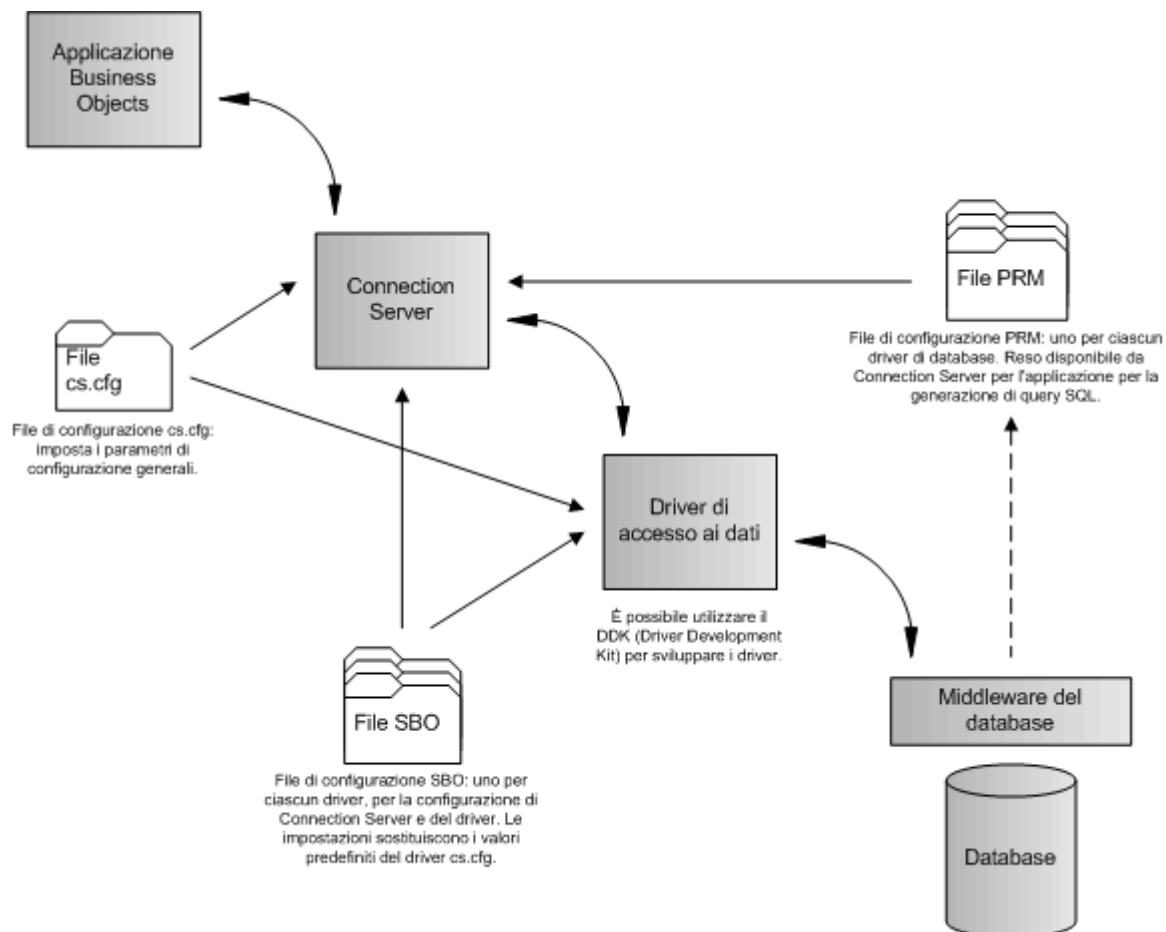 Applicazione
Business
Objects
Connection
Server
File PRM
File di configurazione PRM: uno per ciascun
driver di database. Reso disponibile da
Connection Server per l'applicazione per la
generazione di query SQL.
File
cs.cfg
File di configurazione cs.cfg:
imposta i parametri di
configurazione generali.
Driver di
accesso ai dati
É possibile utilizzare il
DDK (Driver Development
Kit) per sviluppare i driver.
File SBO
File di configurazione SBO: uno per
ciascun driver, per la configurazione di
Connection Server e del driver. Le
impostazioni sostituiscono i valori
predefiniti del driver cs.cfg.
Middleware del
database
Database